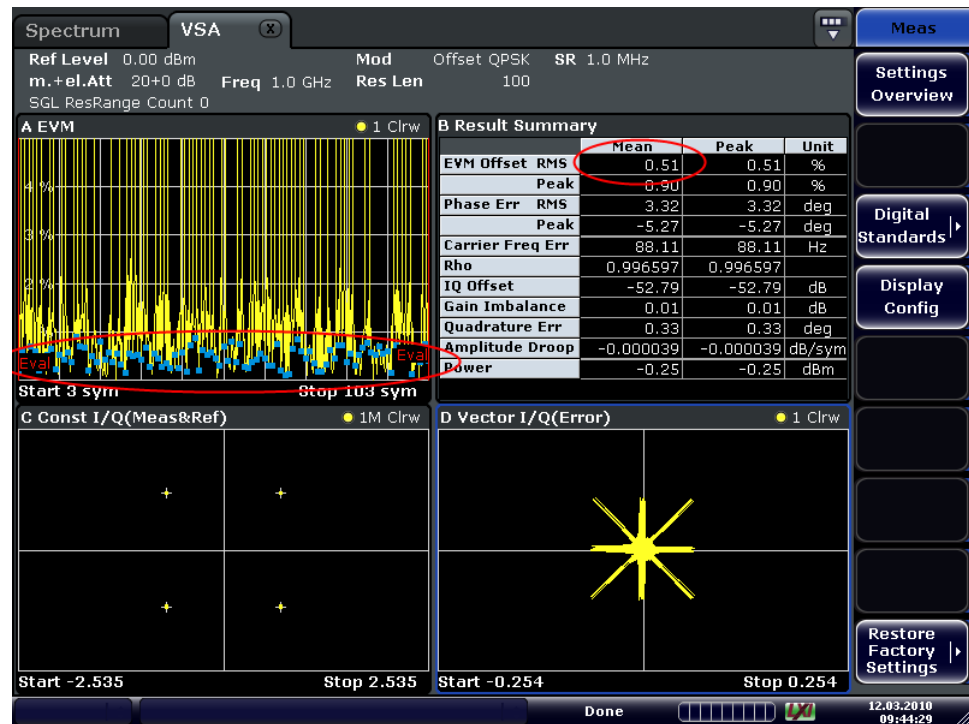 Spectrum VSA X Meas
Ref Level 0.00 dBm Mod Offset QPSK SR 1.0 MHz
m.+el.Att 20+0 dB Freq 1.0 GHz Res Len 100
SGL ResRange Count 0
Settings
Overview
A EVM 1 Clrw
4 %
3 %
2 %
Eval
Eval
Start 3 sym Stop 103 sym
B Result Summary
Mean Peak Unit
EVM Offset RMS 0.51 0.51 %
Peak 0.90 0.90 %
Phase Err RMS 3.32 3.32 deg
Peak -5.27 -5.27 deg
Carrier Freq Err 88.11 88.11 Hz
Rho 0.996597 0.996597
IQ Offset -52.79 -52.79 dB
Gain Imbalance 0.01 0.01 dB
Quadrature Err 0.33 0.33 deg
Amplitude Droop -0.000039 -0.000039 dB/sym
Power -0.25 -0.25 dBm
Digital
Standards
Display
Config
C Const I/Q(Meas&Ref) 1M Clrw
Start -2.535 Stop 2.535
D Vector I/Q(Error) 1 Clrw
Start -0.254 Stop 0.254
Restore
Factory
Settings
Done LXI 12.03.2010
09:44:29